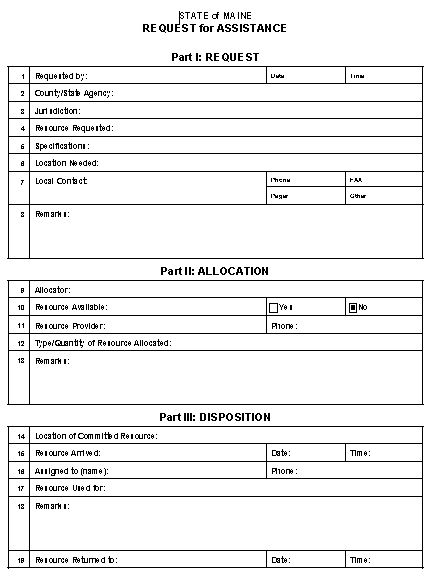 STATE of MAINE
REQUEST for ASSISTANCE
Part I: REQUEST
1 Requested by: Date Time
2 County/State Agency:
3 Jurisdiction:
4 Resource Requested:
5 Specifications:
6 Location Needed:
7 Local Contact: Phone FAX
Pager Other
8 Remarks:
Part II: ALLOCATION
9 Allocator:
10 Resource Available: Yes No
11 Resource Provider: Phone:
12 Type/Quantity of Resource Allocated:
13 Remarks:
Part III: DISPOSITION
14 Location of Committed Resource:
15 Resource Arrived: Date: Time:
16 Assigned to (name): Phone:
17 Resource Used for:
18 Remarks:
19 Resource Returned to: Date: Time: